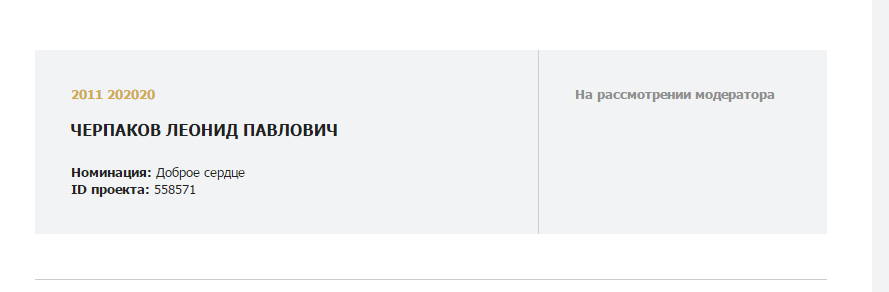 2011 202020
На рассмотрении модератора
ЧЕРПАКОВ ЛЕОНИД ПАВЛОВИЧ
Номинация: Доброе сердце
ID проекта: 558571